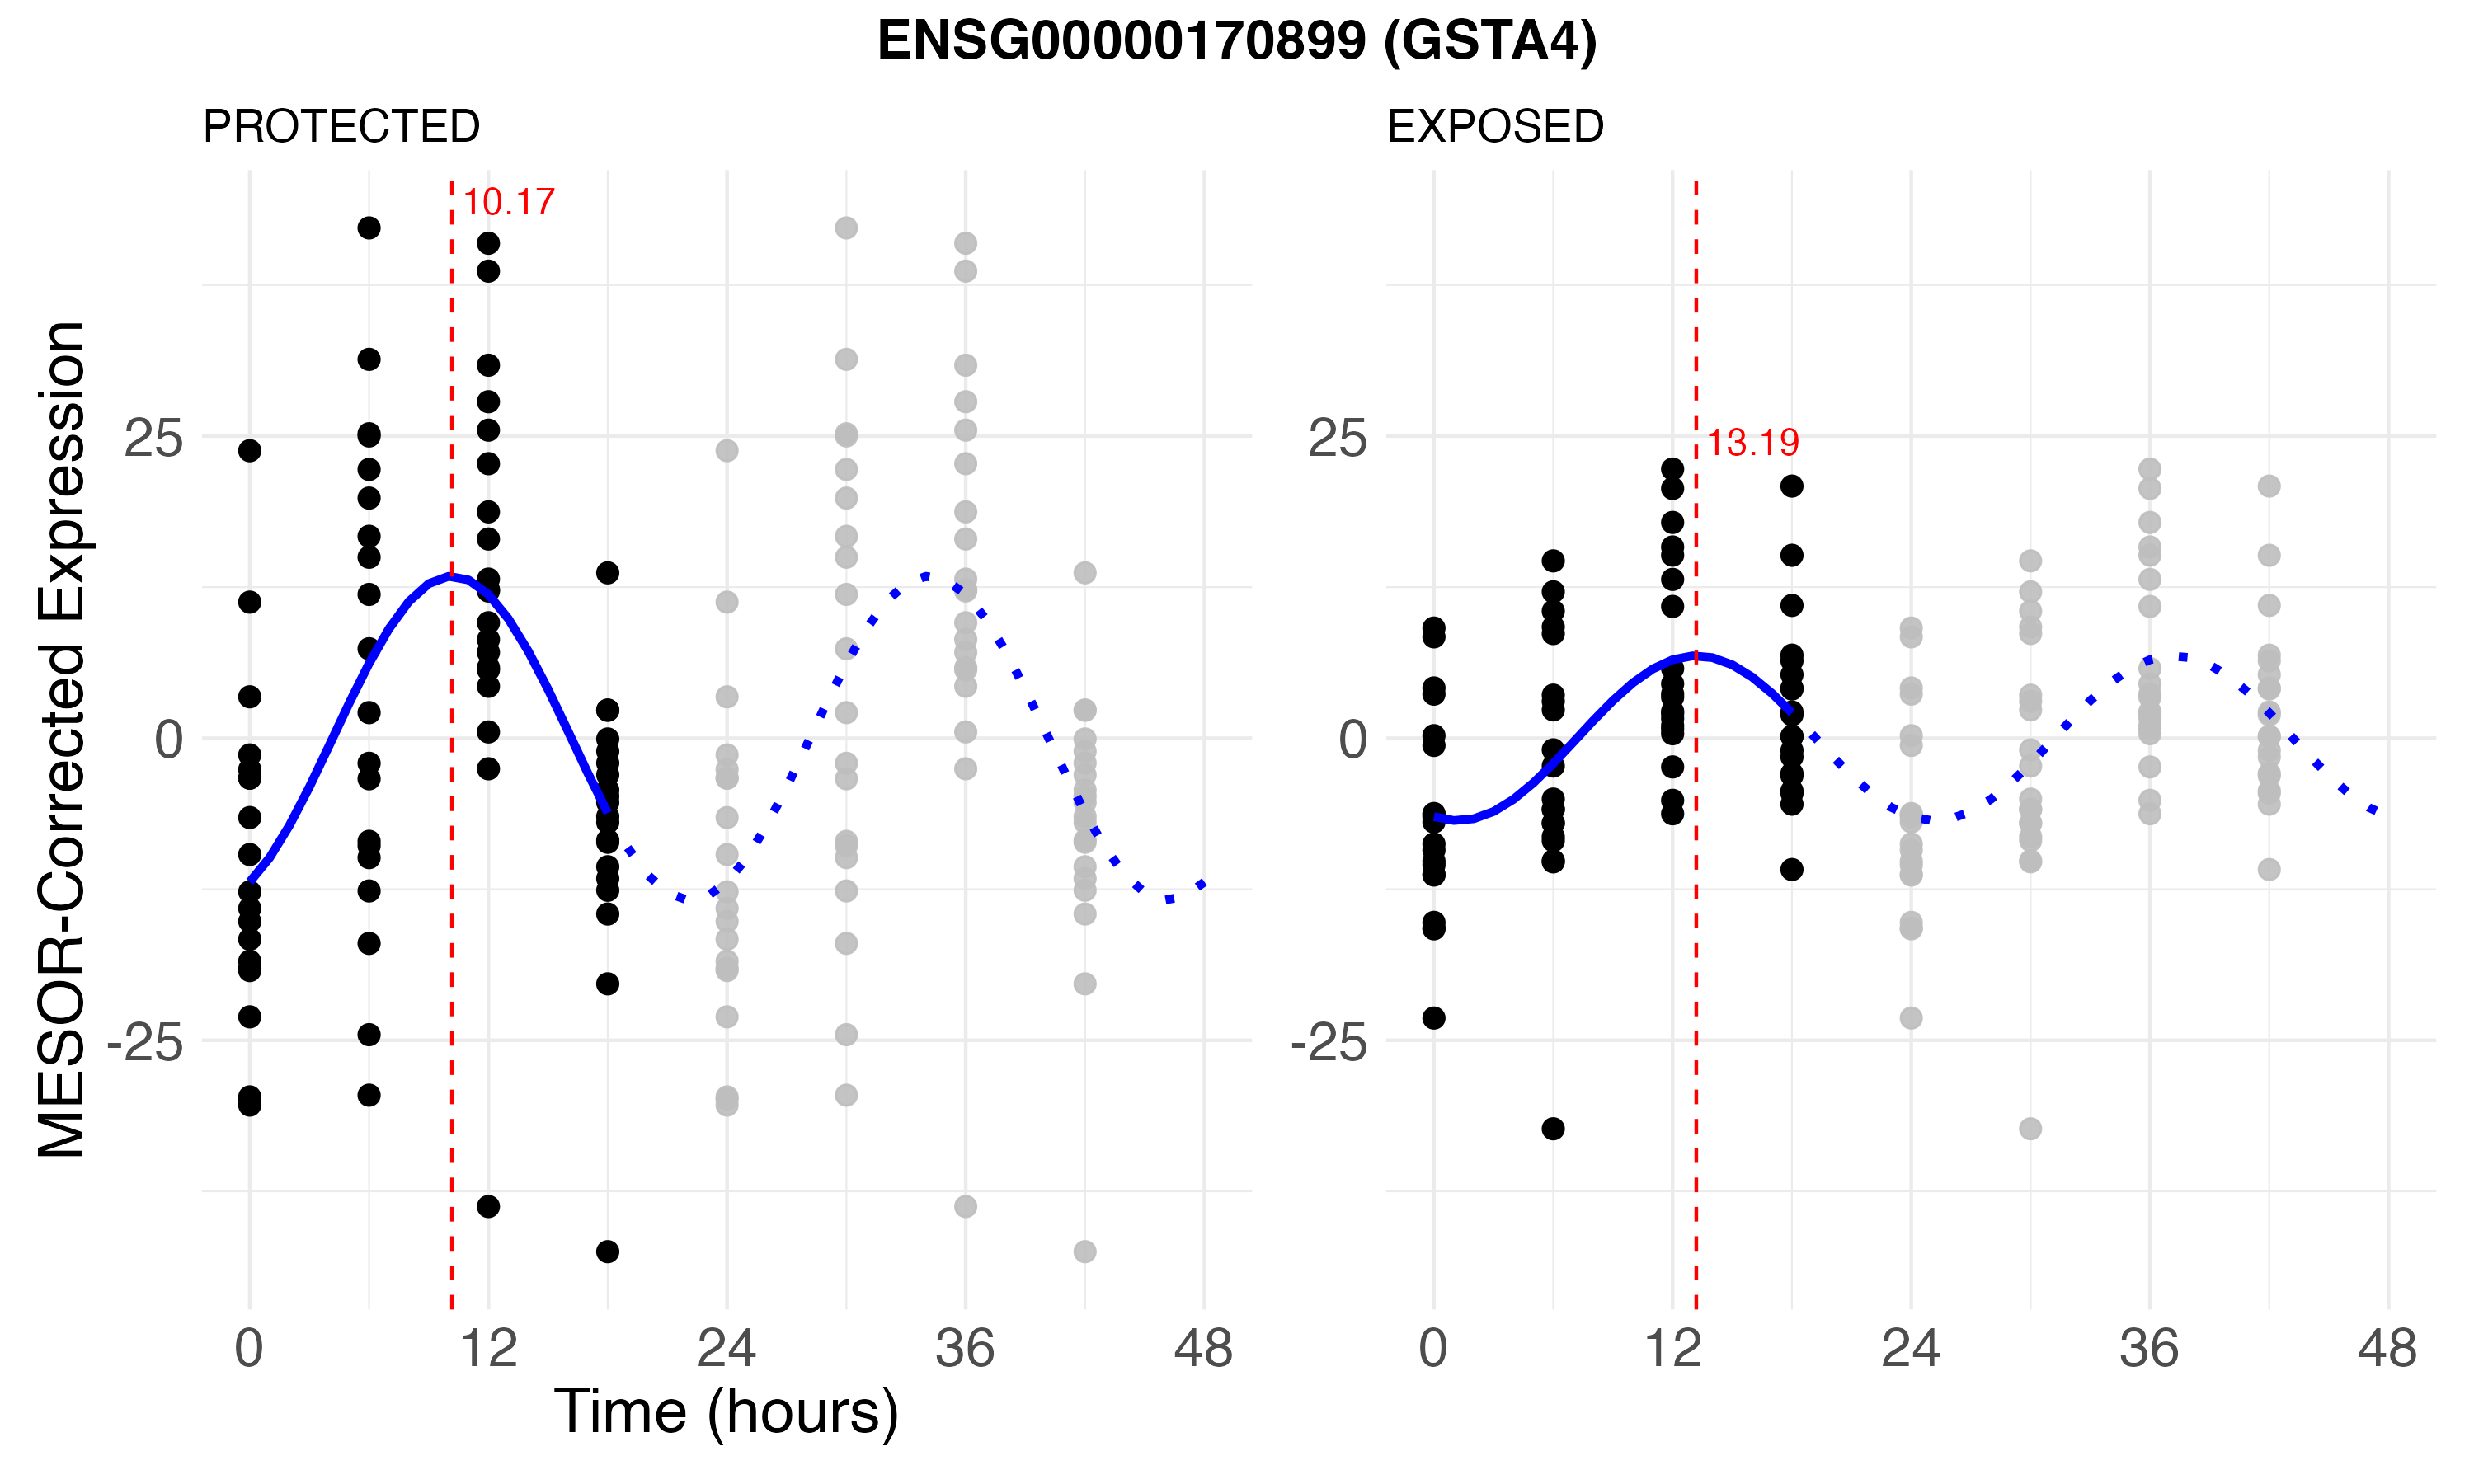 ENSG00000170899 (GSTA4)
PROTECTED
EXPOSED
10.17
13.19
MESOR-Corrected Expression
25
0
-25
25
0
-25
0 12 24 36 48
0 12 24 36 48
Time (hours)